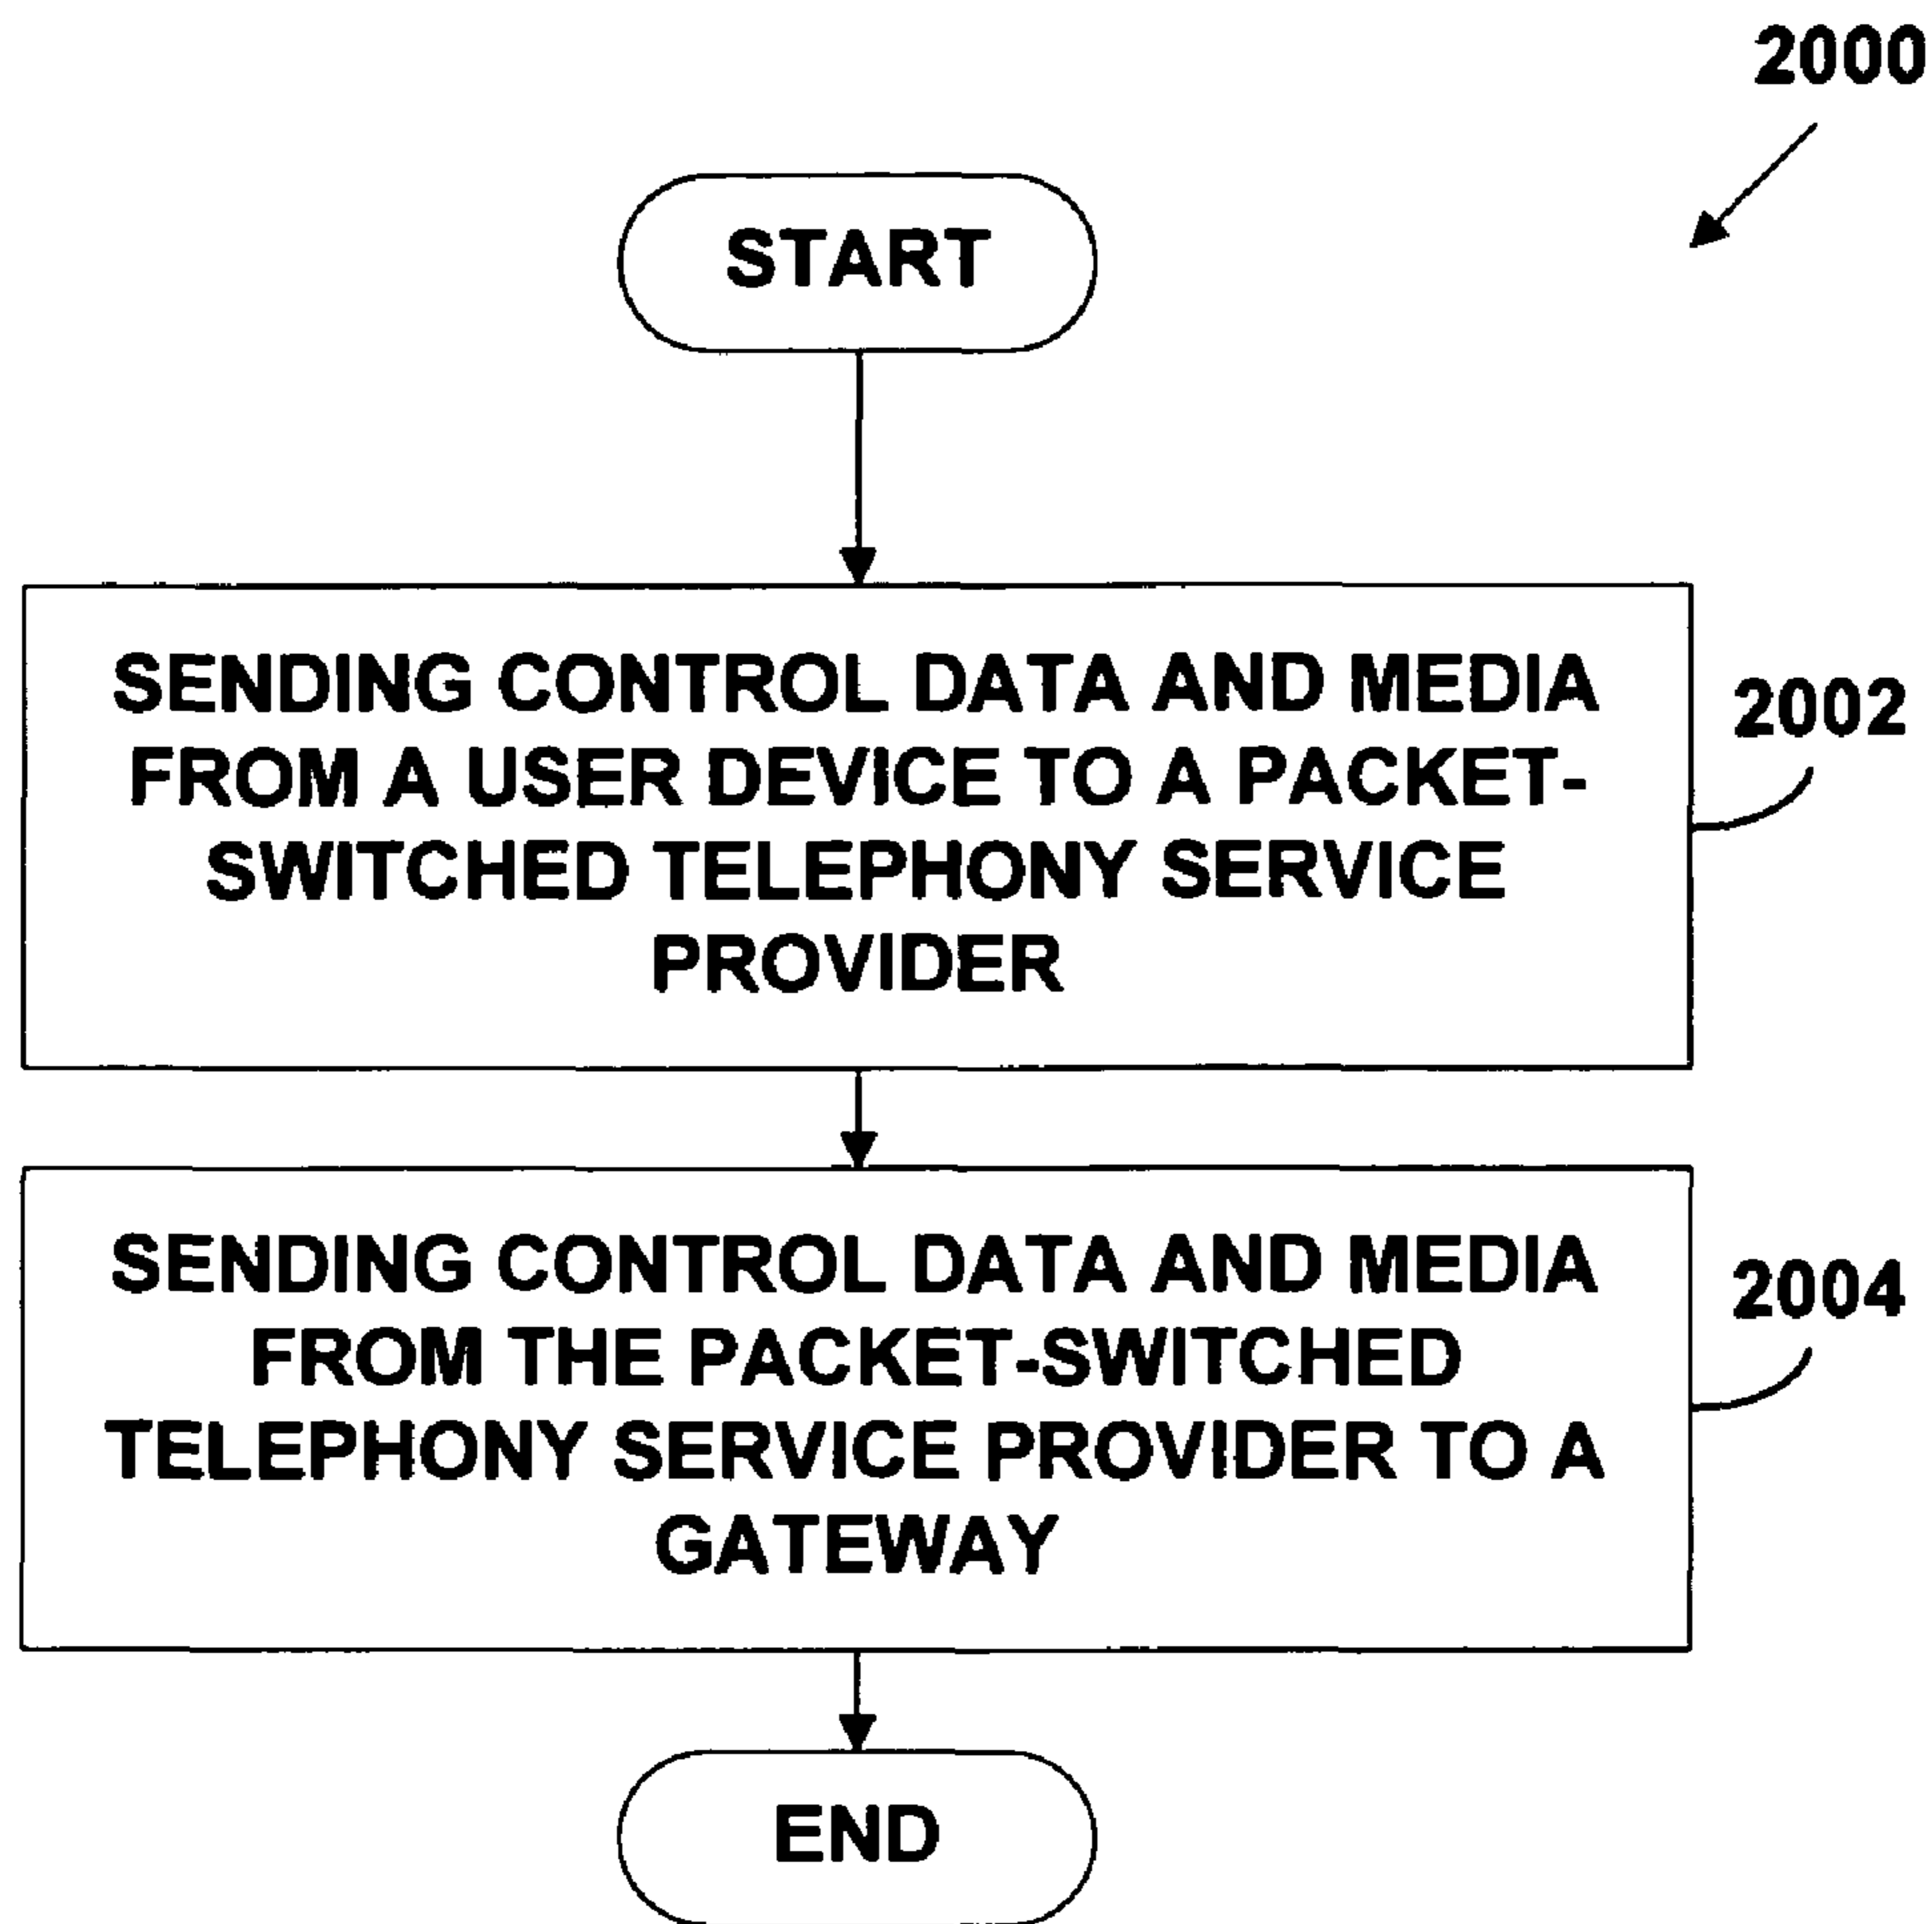 2000
START
SENDING CONTROL DATA AND MEDIA
FROM A USER DEVICE TO A PACKET-
SWITCHED TELEPHONY SERVICE
PROVIDER
2002
SENDING CONTROL DATA AND MEDIA
FROM THE PACKET-SWITCHED
TELEPHONY SERVICE PROVIDER TO A
GATEWAY
2004
END